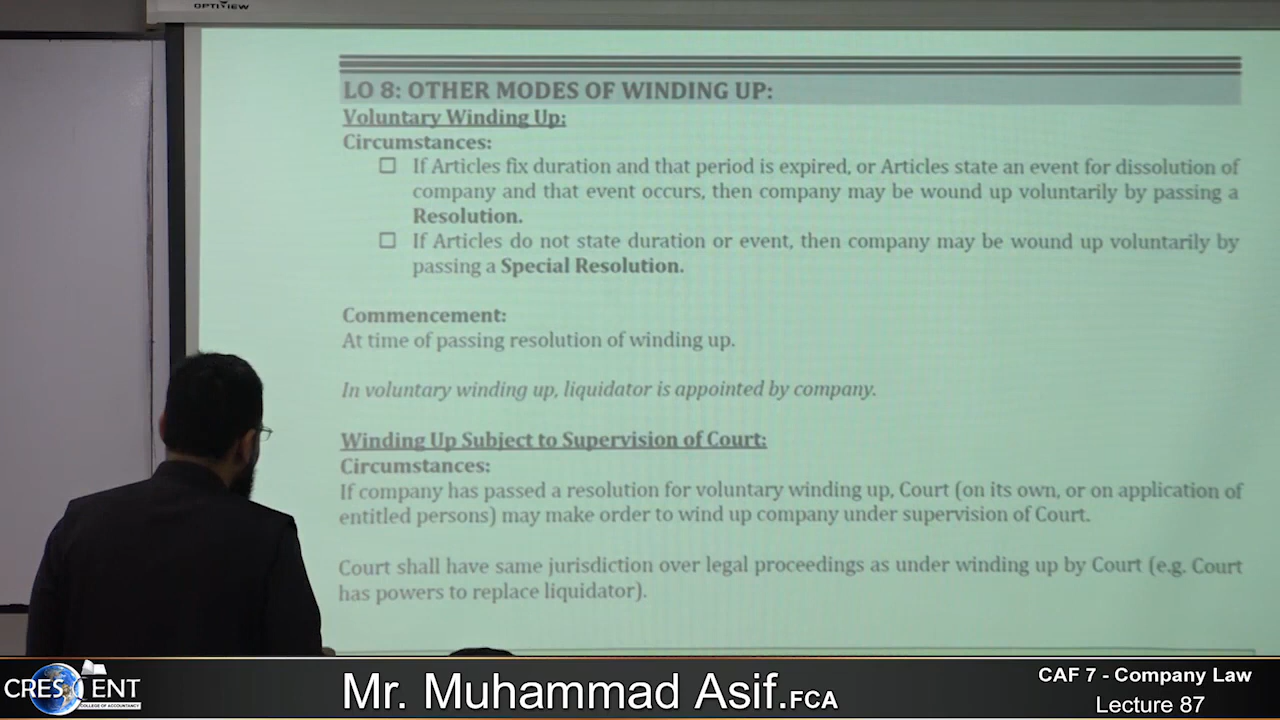 OPTIVIEW
LO 8: OTHER MODES OF WINDING UP:
Voluntary Winding Up:
Circumstances:
☐ If Articles fix duration and that period is expired, or Articles state an event for dissolution of
company and that event occurs, then company may be wound up voluntarily by passing a
Resolution.
☐ If Articles do not state duration or event, then company may be wound up voluntarily by
passing a Special Resolution.
Commencement:
At time of passing resolution of winding up.
In voluntary winding up, liquidator is appointed by company.
Winding Up Subject to Supervision of Court:
Circumstances:
If company has passed a resolution for voluntary winding up, Court (on its own, or on application of
entitled persons) may make order to wind up company under supervision of Court.
Court shall have same jurisdiction over legal proceedings as under winding up by Court (e.g. Court
has powers to replace liquidator).
CRESCENT
COLLEGE OF ACCOUNTANCY
Mr. Muhammad Asif.FCA
CAF 7 - Company Law
Lecture 87